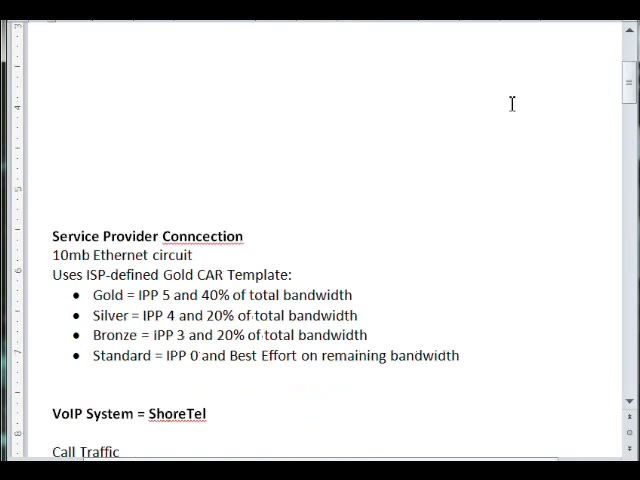 Service Provider Conncection
10mb Ethernet circuit
Uses ISP-defined Gold CAR Template:
• Gold = IPP 5 and 40% of total bandwidth
• Silver = IPP 4 and 20% of total bandwidth
• Bronze = IPP 3 and 20% of total bandwidth
• Standard = IPP 0 and Best Effort on remaining bandwidth
VoIP System = ShoreTel
Call Traffic